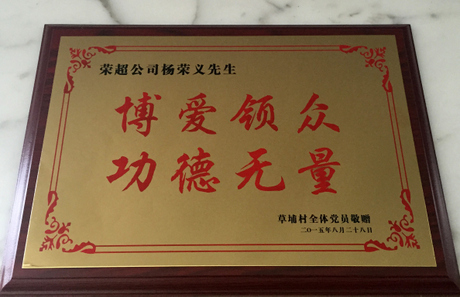 荣超公司杨荣义先生
博爱领众
功德无量
草埔村全体党员敬赠
二〇一五年八月二十八日